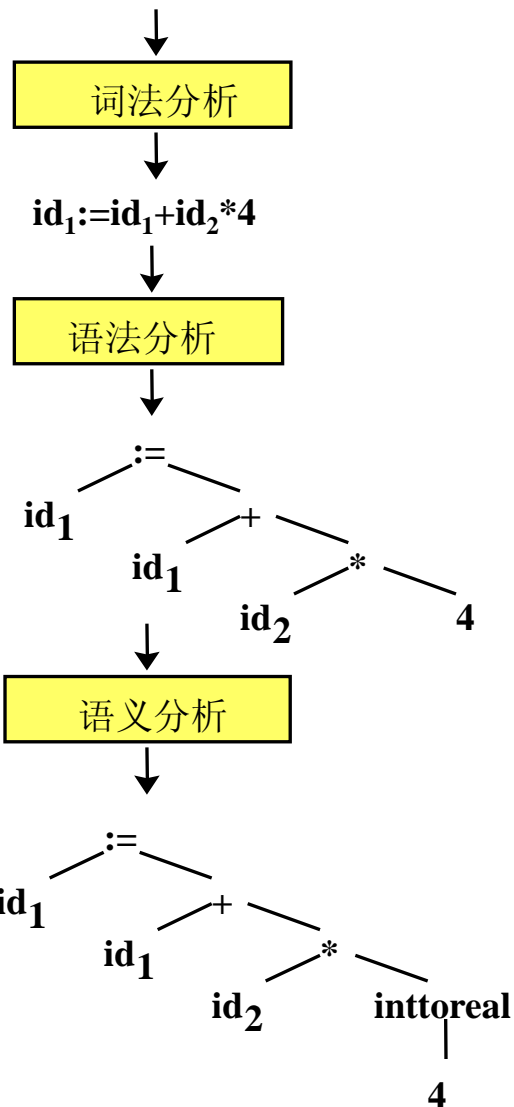 词法分析
id₁:=id₁+id₂*4
语法分析
:=
id₁ +
id₁ *
id₂ 4
语义分析
:=
id₁ +
id₁ *
id₂ inttoreal
4